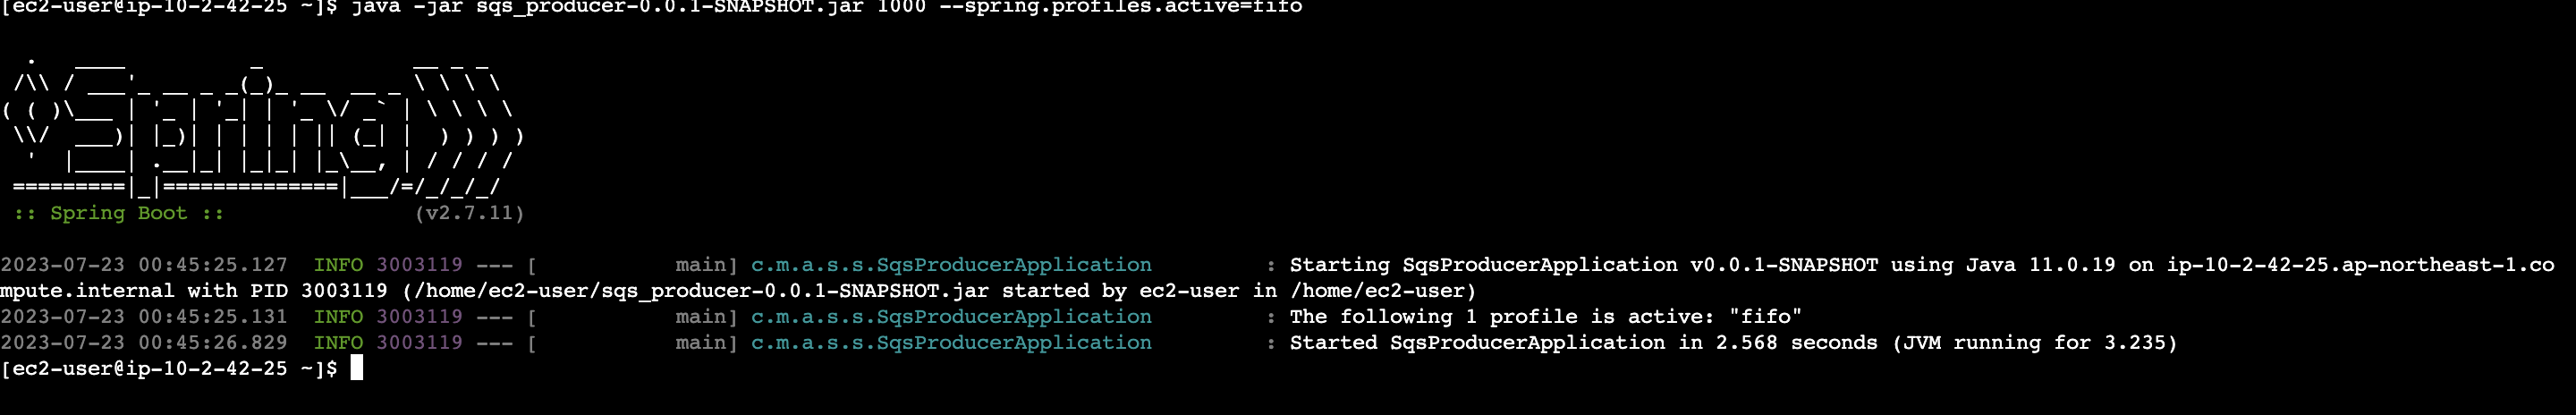 [ec2-user@ip-10-2-42-25 ~]$ java -jar sqs_producer-0.0.1-SNAPSHOT.jar 1000 --spring.profiles.active=fifo
  .   ____          _            __ _ _
 /\\ / ___'_ __ _ _(_)_ __  __ _ \ \ \ \
( ( )\___ | '_ | '_| | '_ \/ _` | \ \ \ \
 \\/  ___)| |_)| | | | | || (_| |  ) ) ) )
  '  |____| .__|_| |_|_| |_\__, | / / / /
 =========|_|==============|___/=/_/_/_/
 :: Spring Boot ::                (v2.7.11)
2023-07-23 00:45:25.127  INFO 3003119 --- [           main] c.m.a.s.s.SqsProducerApplication         : Starting SqsProducerApplication v0.0.1-SNAPSHOT using Java 11.0.19 on ip-10-2-42-25.ap-northeast-1.co
mpute.internal with PID 3003119 (/home/ec2-user/sqs_producer-0.0.1-SNAPSHOT.jar started by ec2-user in /home/ec2-user)
2023-07-23 00:45:25.131  INFO 3003119 --- [           main] c.m.a.s.s.SqsProducerApplication         : The following 1 profile is active: "fifo"
2023-07-23 00:45:26.829  INFO 3003119 --- [           main] c.m.a.s.s.SqsProducerApplication         : Started SqsProducerApplication in 2.568 seconds (JVM running for 3.235)
[ec2-user@ip-10-2-42-25 ~]$